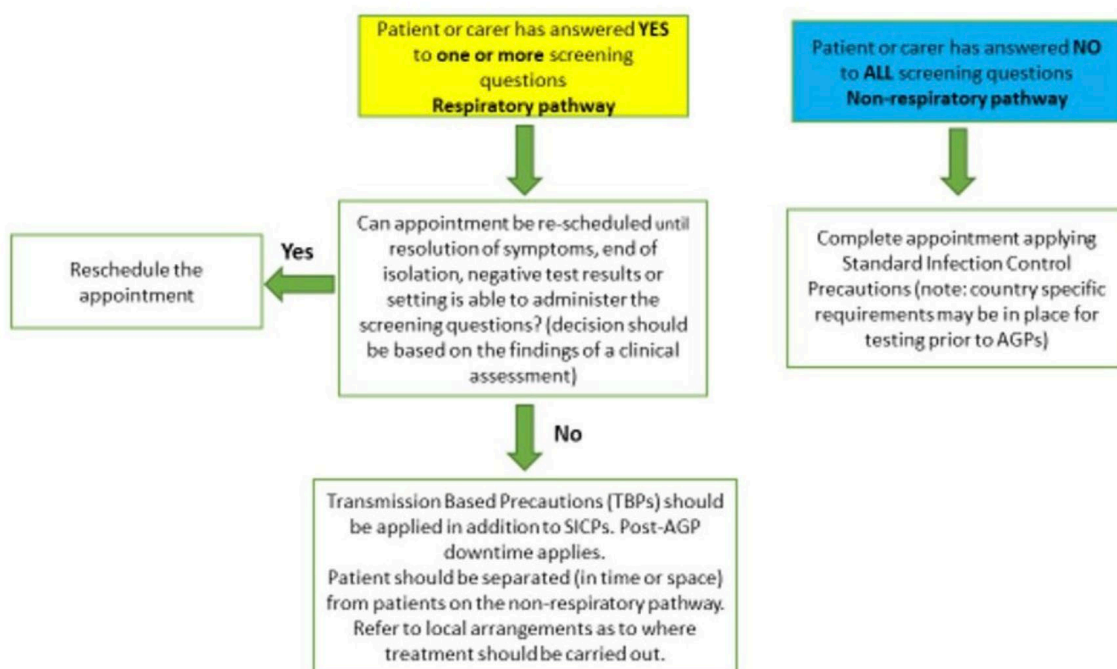 Patient or carer has answered YES
to one or more screening
questions
Respiratory pathway
Patient or carer has answered NO
to ALL screening questions
Non-respiratory pathway
Can appointment be re-scheduled until
resolution of symptoms, end of
isolation, negative test results or
setting is able to administer the
screening questions? (decision should
be based on the findings of a clinical
assessment)
Yes
Reschedule the
appointment
Complete appointment applying
Standard Infection Control
Precautions (note: country specific
requirements may be in place for
testing prior to AGPs)
No
Transmission Based Precautions (TBPs) should
be applied in addition to SICPs. Post-AGP
downtime applies.
Patient should be separated (in time or space)
from patients on the non-respiratory pathway.
Refer to local arrangements as to where
treatment should be carried out.